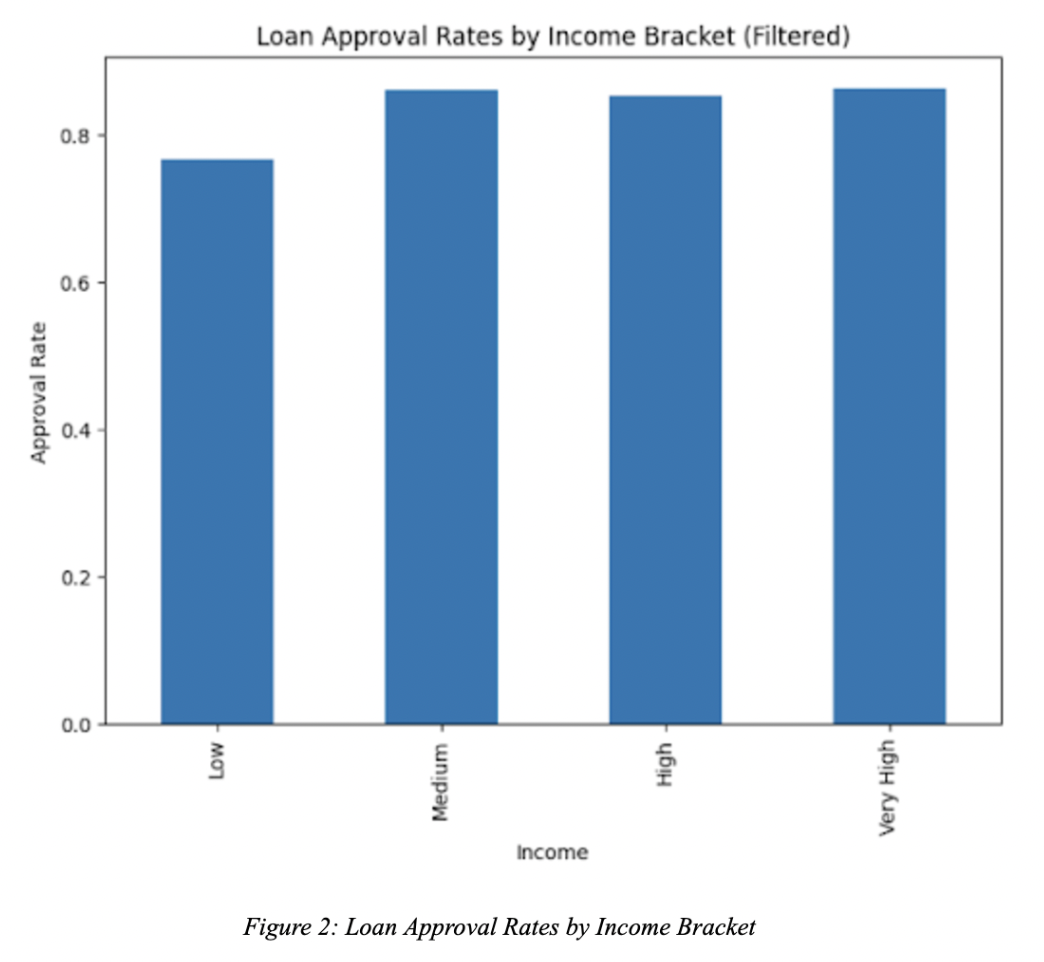 Loan Approval Rates by Income Bracket (Filtered)
Approval Rate
0.8
0.6
0.4
0.2
0.0
Low
Medium
High
Very High
Income
Figure 2: Loan Approval Rates by Income Bracket